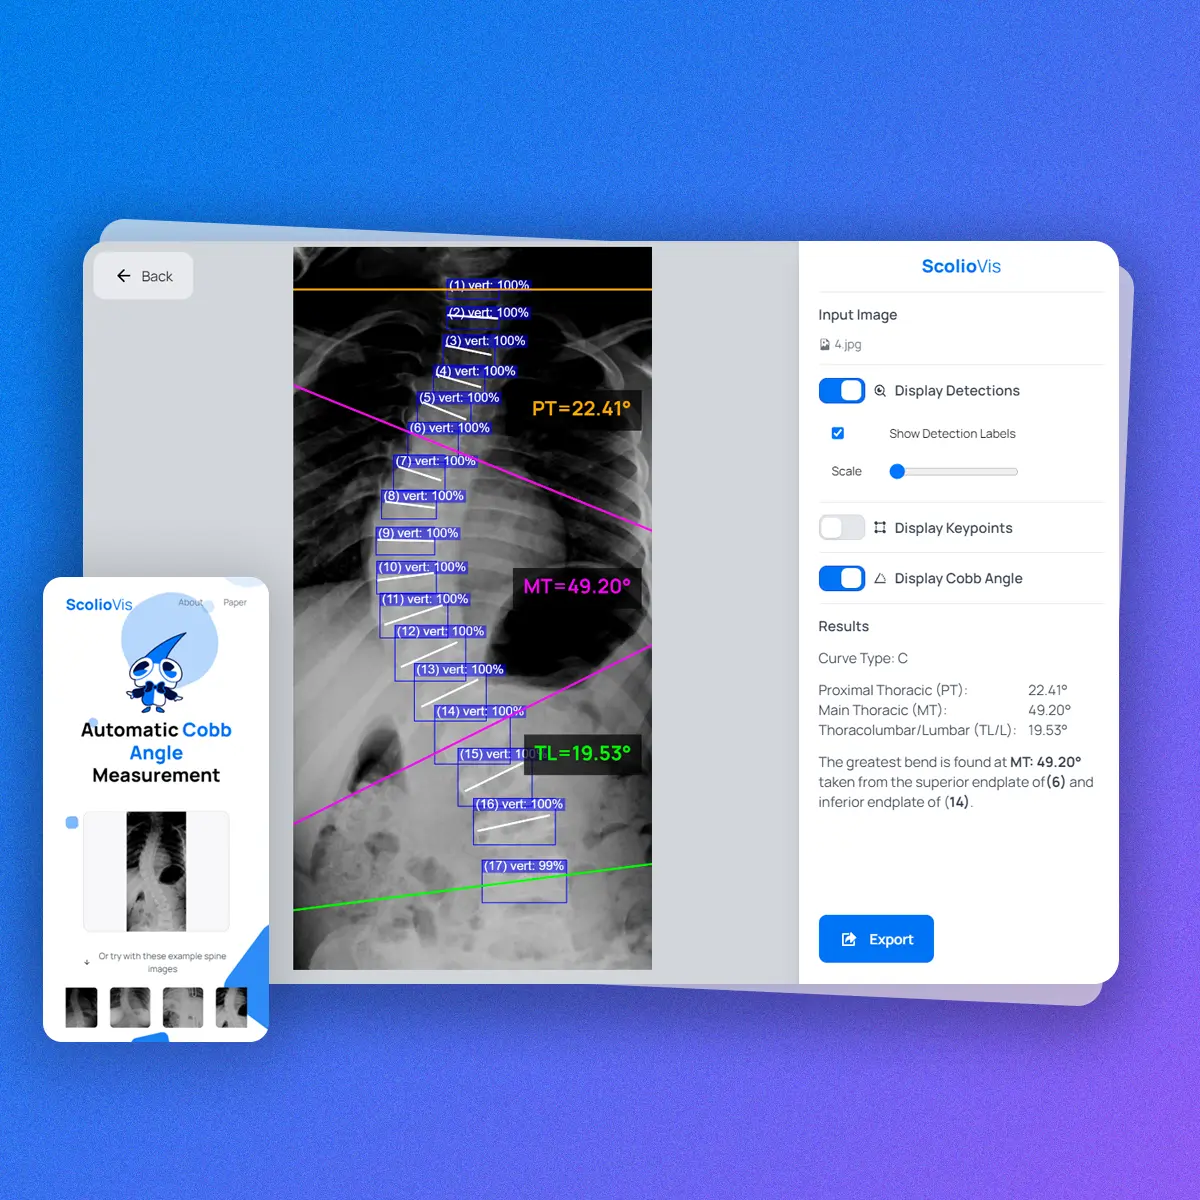 Back
(1) vert: 100%
(2) vert: 100%
(3) vert: 100%
(4) vert: 100%
(5) vert: 100%
PT=22.41°
(6) vert: 100%
(7) vert: 100%
(8) vert: 100%
(9) vert: 100%
(10) vert: 100%
MT=49.20°
(11) vert: 100%
(12) vert: 100%
(13) vert: 100%
(14) vert: 100%
(15) vert: 100
TL=19.53°
(16) vert: 100%
(17) vert: 99%
ScolioVis
Input Image
4.jpg
Display Detections
Show Detection Labels
Scale
Display Keypoints
Display Cobb Angle
Results
Curve Type: C
Proximal Thoracic (PT): 22.41°
Main Thoracic (MT): 49.20°
Thoracolumbar/Lumbar (TL/L): 19.53°
The greatest bend is found at MT: 49.20°
taken from the superior endplate of(6) and
inferior endplate of (14).
Export
ScolioVis About Paper
Automatic Cobb
Angle
Measurement
Or try with these example spine
images